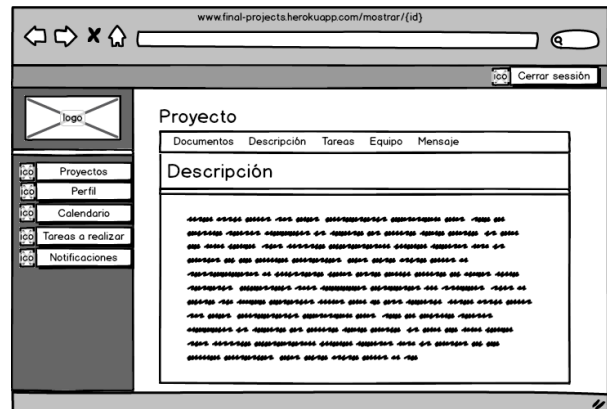 www.final-projects.herokuapp.com/mostrar/{id}
ico Cerrar sessión
logo
ico Proyectos
ico Perfil
ico Calendario
ico Tareas a realizar
ico Notificaciones
Proyecto
Documentos Descripción Tareas Equipo Mensaje
Descripción